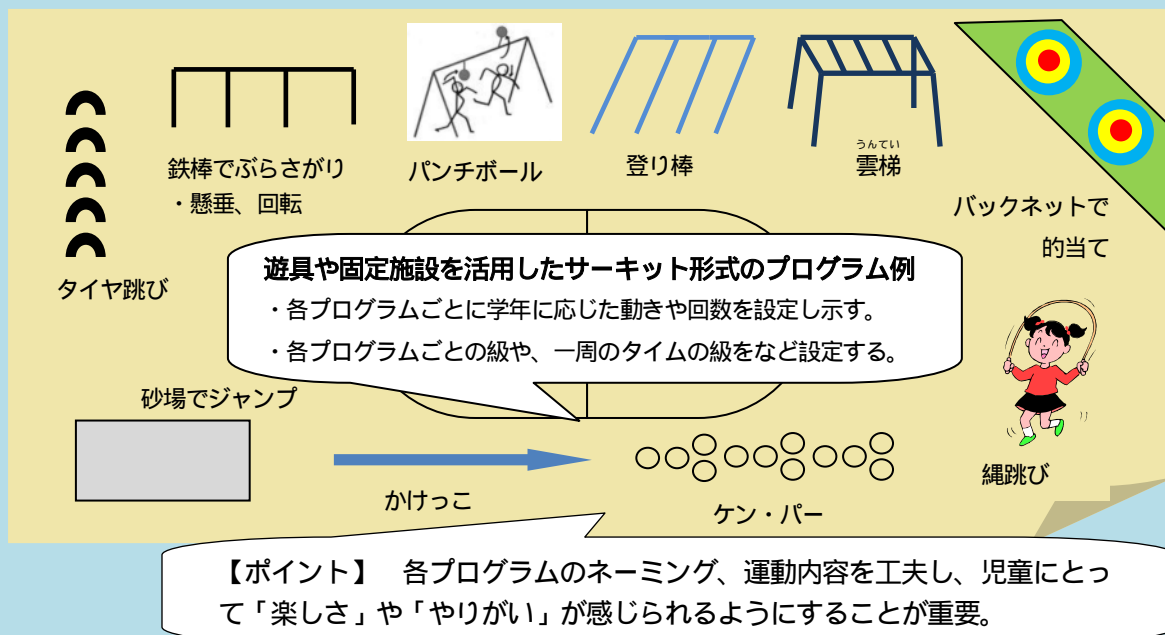 鉄棒でぶらさがり
・懸垂、回転
パンチボール
登り棒
うんてい
雲梯
バックネットで
的当て
タイヤ跳び
遊具や固定施設を活用したサーキット形式のプログラム例
・各プログラムごとに学年に応じた動きや回数を設定し示す。
・各プログラムごとの級や、一周のタイムの級をなど設定する。
砂場でジャンプ
かけっこ
ケン・パー
縄跳び
【ポイント】　各プログラムのネーミング、運動内容を工夫し、児童にとっ
て「楽しさ」や「やりがい」が感じられるようにすることが重要。